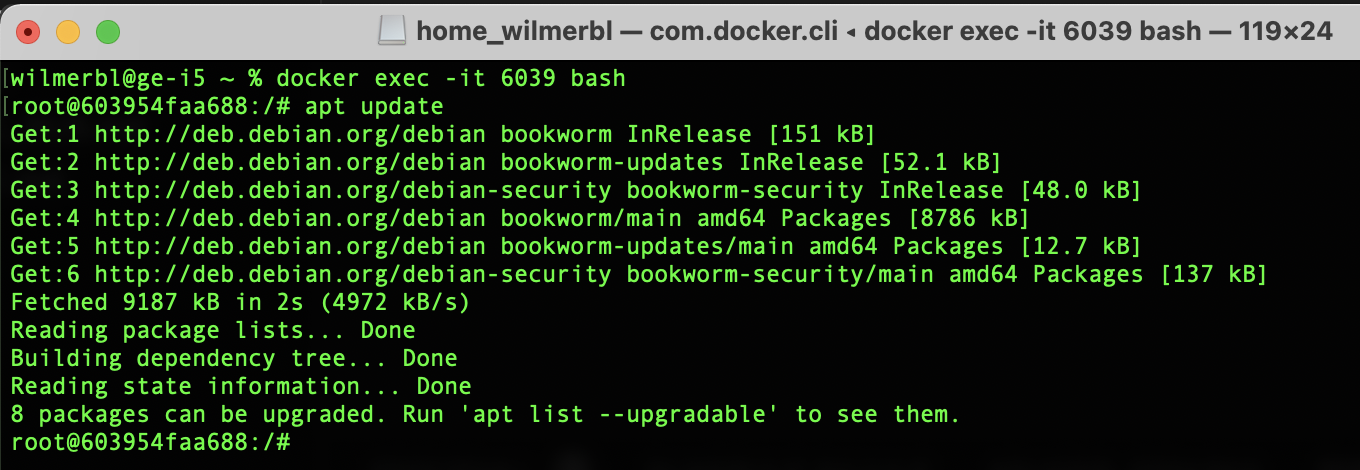 home_wilmerbl — com.docker.cli ◂ docker exec -it 6039 bash — 119×24
[wilmerbl@ge-i5 ~ % docker exec -it 6039 bash
[root@603954faa688:/# apt update
Get:1 http://deb.debian.org/debian bookworm InRelease [151 kB]
Get:2 http://deb.debian.org/debian bookworm-updates InRelease [52.1 kB]
Get:3 http://deb.debian.org/debian-security bookworm-security InRelease [48.0 kB]
Get:4 http://deb.debian.org/debian bookworm/main amd64 Packages [8786 kB]
Get:5 http://deb.debian.org/debian bookworm-updates/main amd64 Packages [12.7 kB]
Get:6 http://deb.debian.org/debian-security bookworm-security/main amd64 Packages [137 kB]
Fetched 9187 kB in 2s (4972 kB/s)
Reading package lists... Done
Building dependency tree... Done
Reading state information... Done
8 packages can be upgraded. Run 'apt list --upgradable' to see them.
root@603954faa688:/#